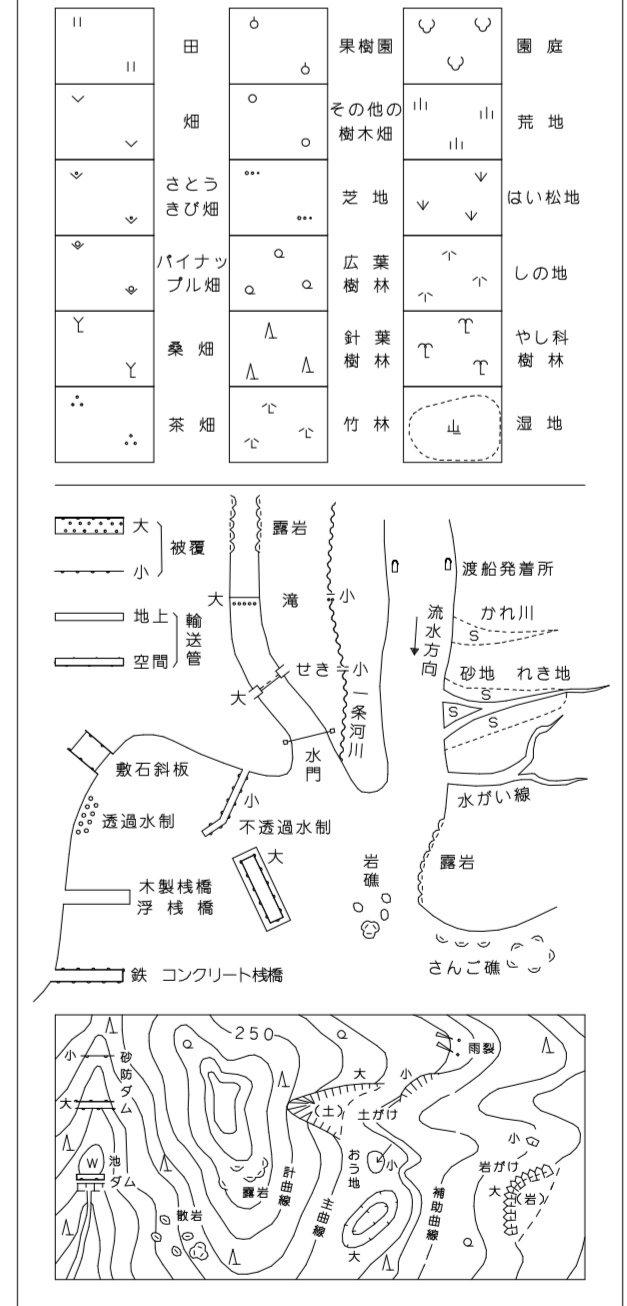 田
果樹園
園庭
畑
その他の
樹木畑
荒地
さとう
きび畑
芝地
はい松地
パイナッ
プル畑
広葉
樹林
しの地
桑畑
針葉
樹林
やし科
樹林
茶畑
竹林
湿地
大
小
被覆
地上
空間
輸送管
露岩
大 滝 小
せき 小
大
一条河川
水門
渡船発着所
流水方向
かれ川
S
砂地 れき地
S
S
S
水がい線
露岩
敷石斜板
透過水制
小
不透過水制
大
木製桟橋
浮桟橋
鉄 コンクリート桟橋
岩礁
さんご礁
250
小
砂防ダム
大
W
池
ダム
散岩
露岩
計曲線
主曲線
大 小
(土)
土がけ
おう地
小
大
補助曲線
雨裂
小
岩がけ
大
(岩)